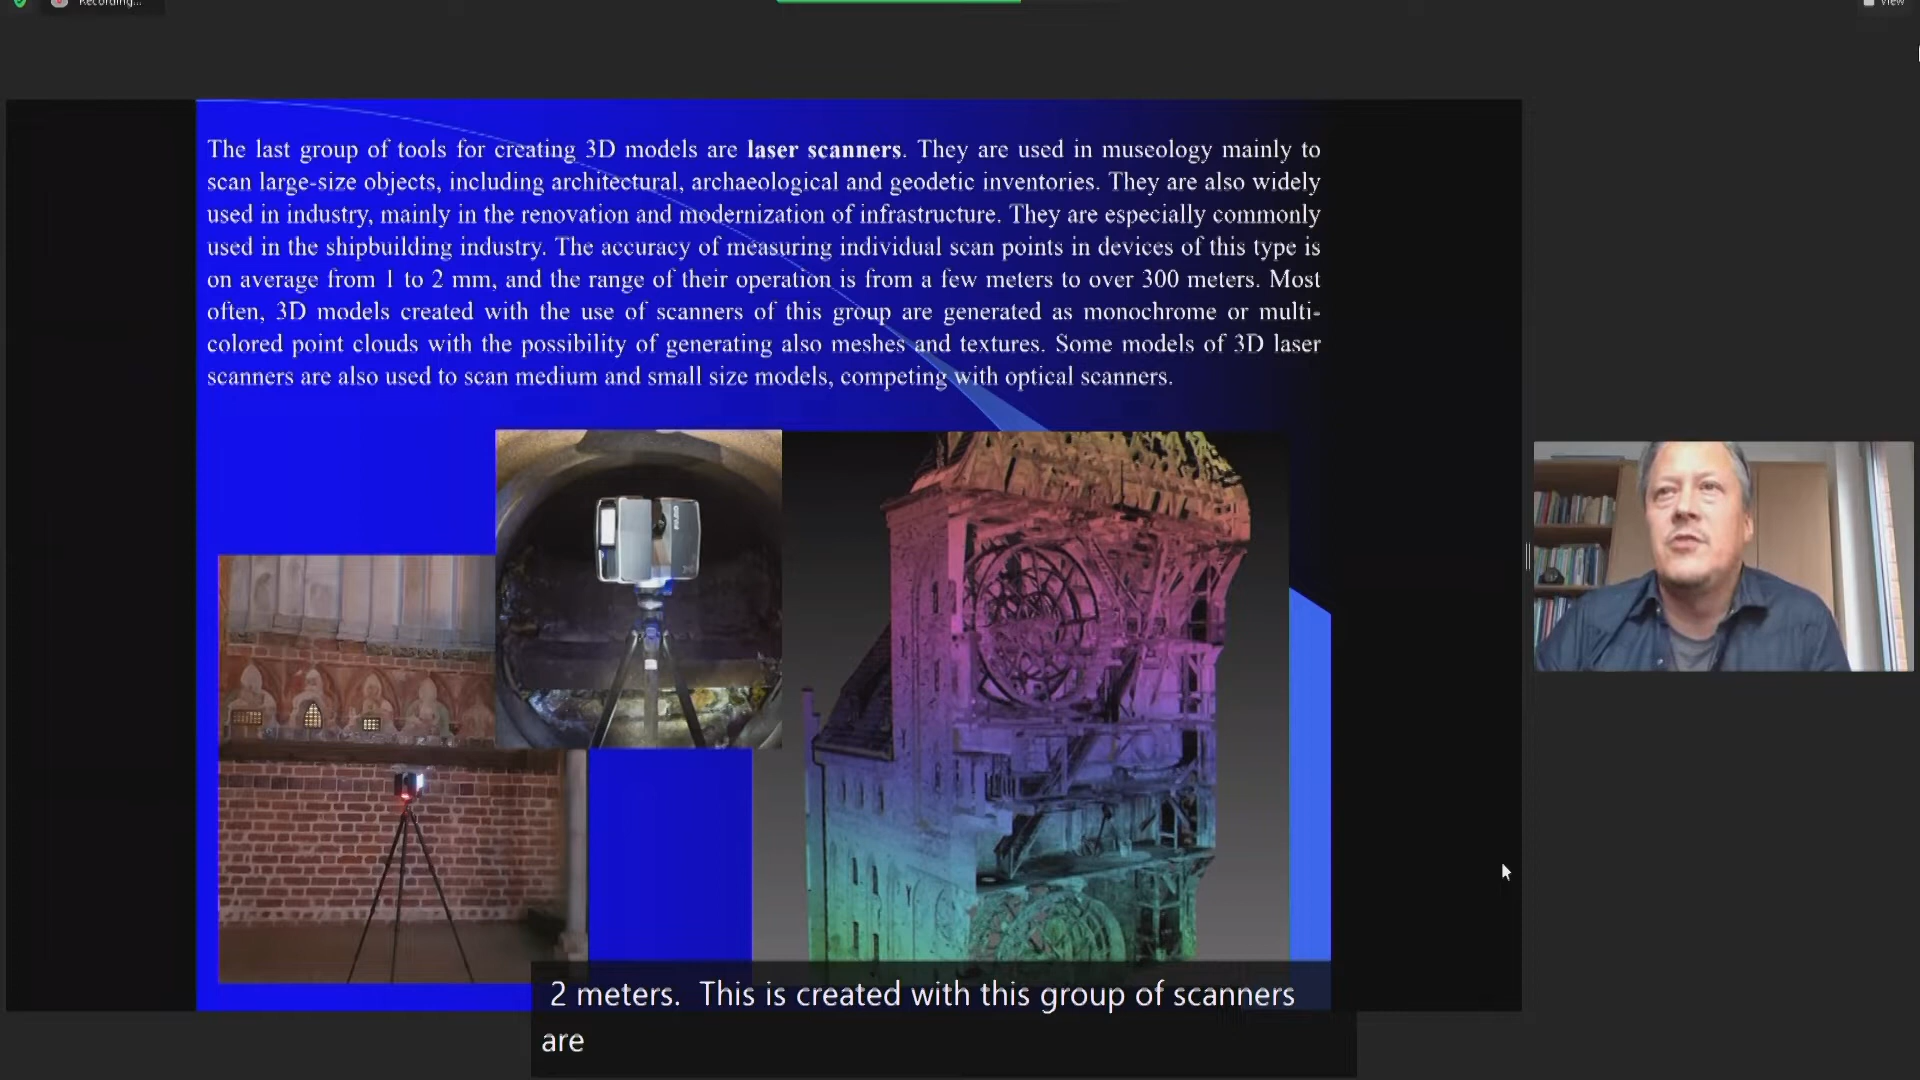 Recording...
View
The last group of tools for creating 3D models are laser scanners. They are used in museology mainly to
scan large-size objects, including architectural, archaeological and geodetic inventories. They are also widely
used in industry, mainly in the renovation and modernization of infrastructure. They are especially commonly
used in the shipbuilding industry. The accuracy of measuring individual scan points in devices of this type is
on average from 1 to 2 mm, and the range of their operation is from a few meters to over 300 meters. Most
often, 3D models created with the use of scanners of this group are generated as monochrome or multi-
colored point clouds with the possibility of generating also meshes and textures. Some models of 3D laser
scanners are also used to scan medium and small size models, competing with optical scanners.
FARO
2 meters.  This is created with this group of scanners
are